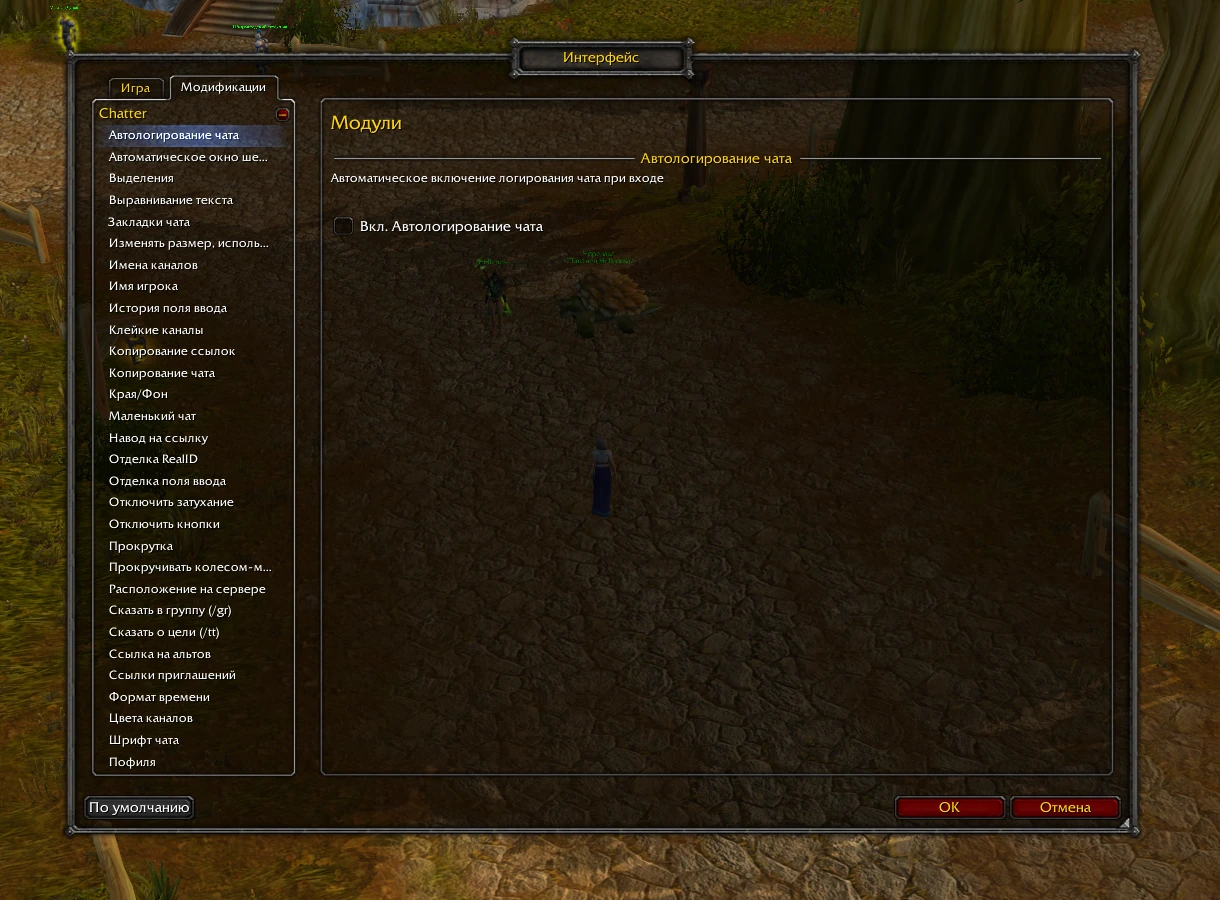 Интерфейс
Игра
Модификации
Chatter
Автологирование чата
Автоматическое окно ше...
Выделения
Выравнивание текста
Закладки чата
Изменять размер, исполь...
Имена каналов
Имя игрока
История поля ввода
Клейкие каналы
Копирование ссылок
Копирование чата
Края/Фон
Маленький чат
Навод на ссылку
Отделка RealID
Отделка поля ввода
Отключить затухание
Отключить кнопки
Прокрутка
Прокручивать колесом-м...
Расположение на сервере
Сказать в группу (/gr)
Сказать о цели (/tt)
Ссылка на альтов
Ссылки приглашений
Формат времени
Цвета каналов
Шрифт чата
Пофиля
Модули
Автологирование чата
Автоматическое включение логирования чата при входе
Вкл. Автологирование чата
По умолчанию
ОК
Отмена